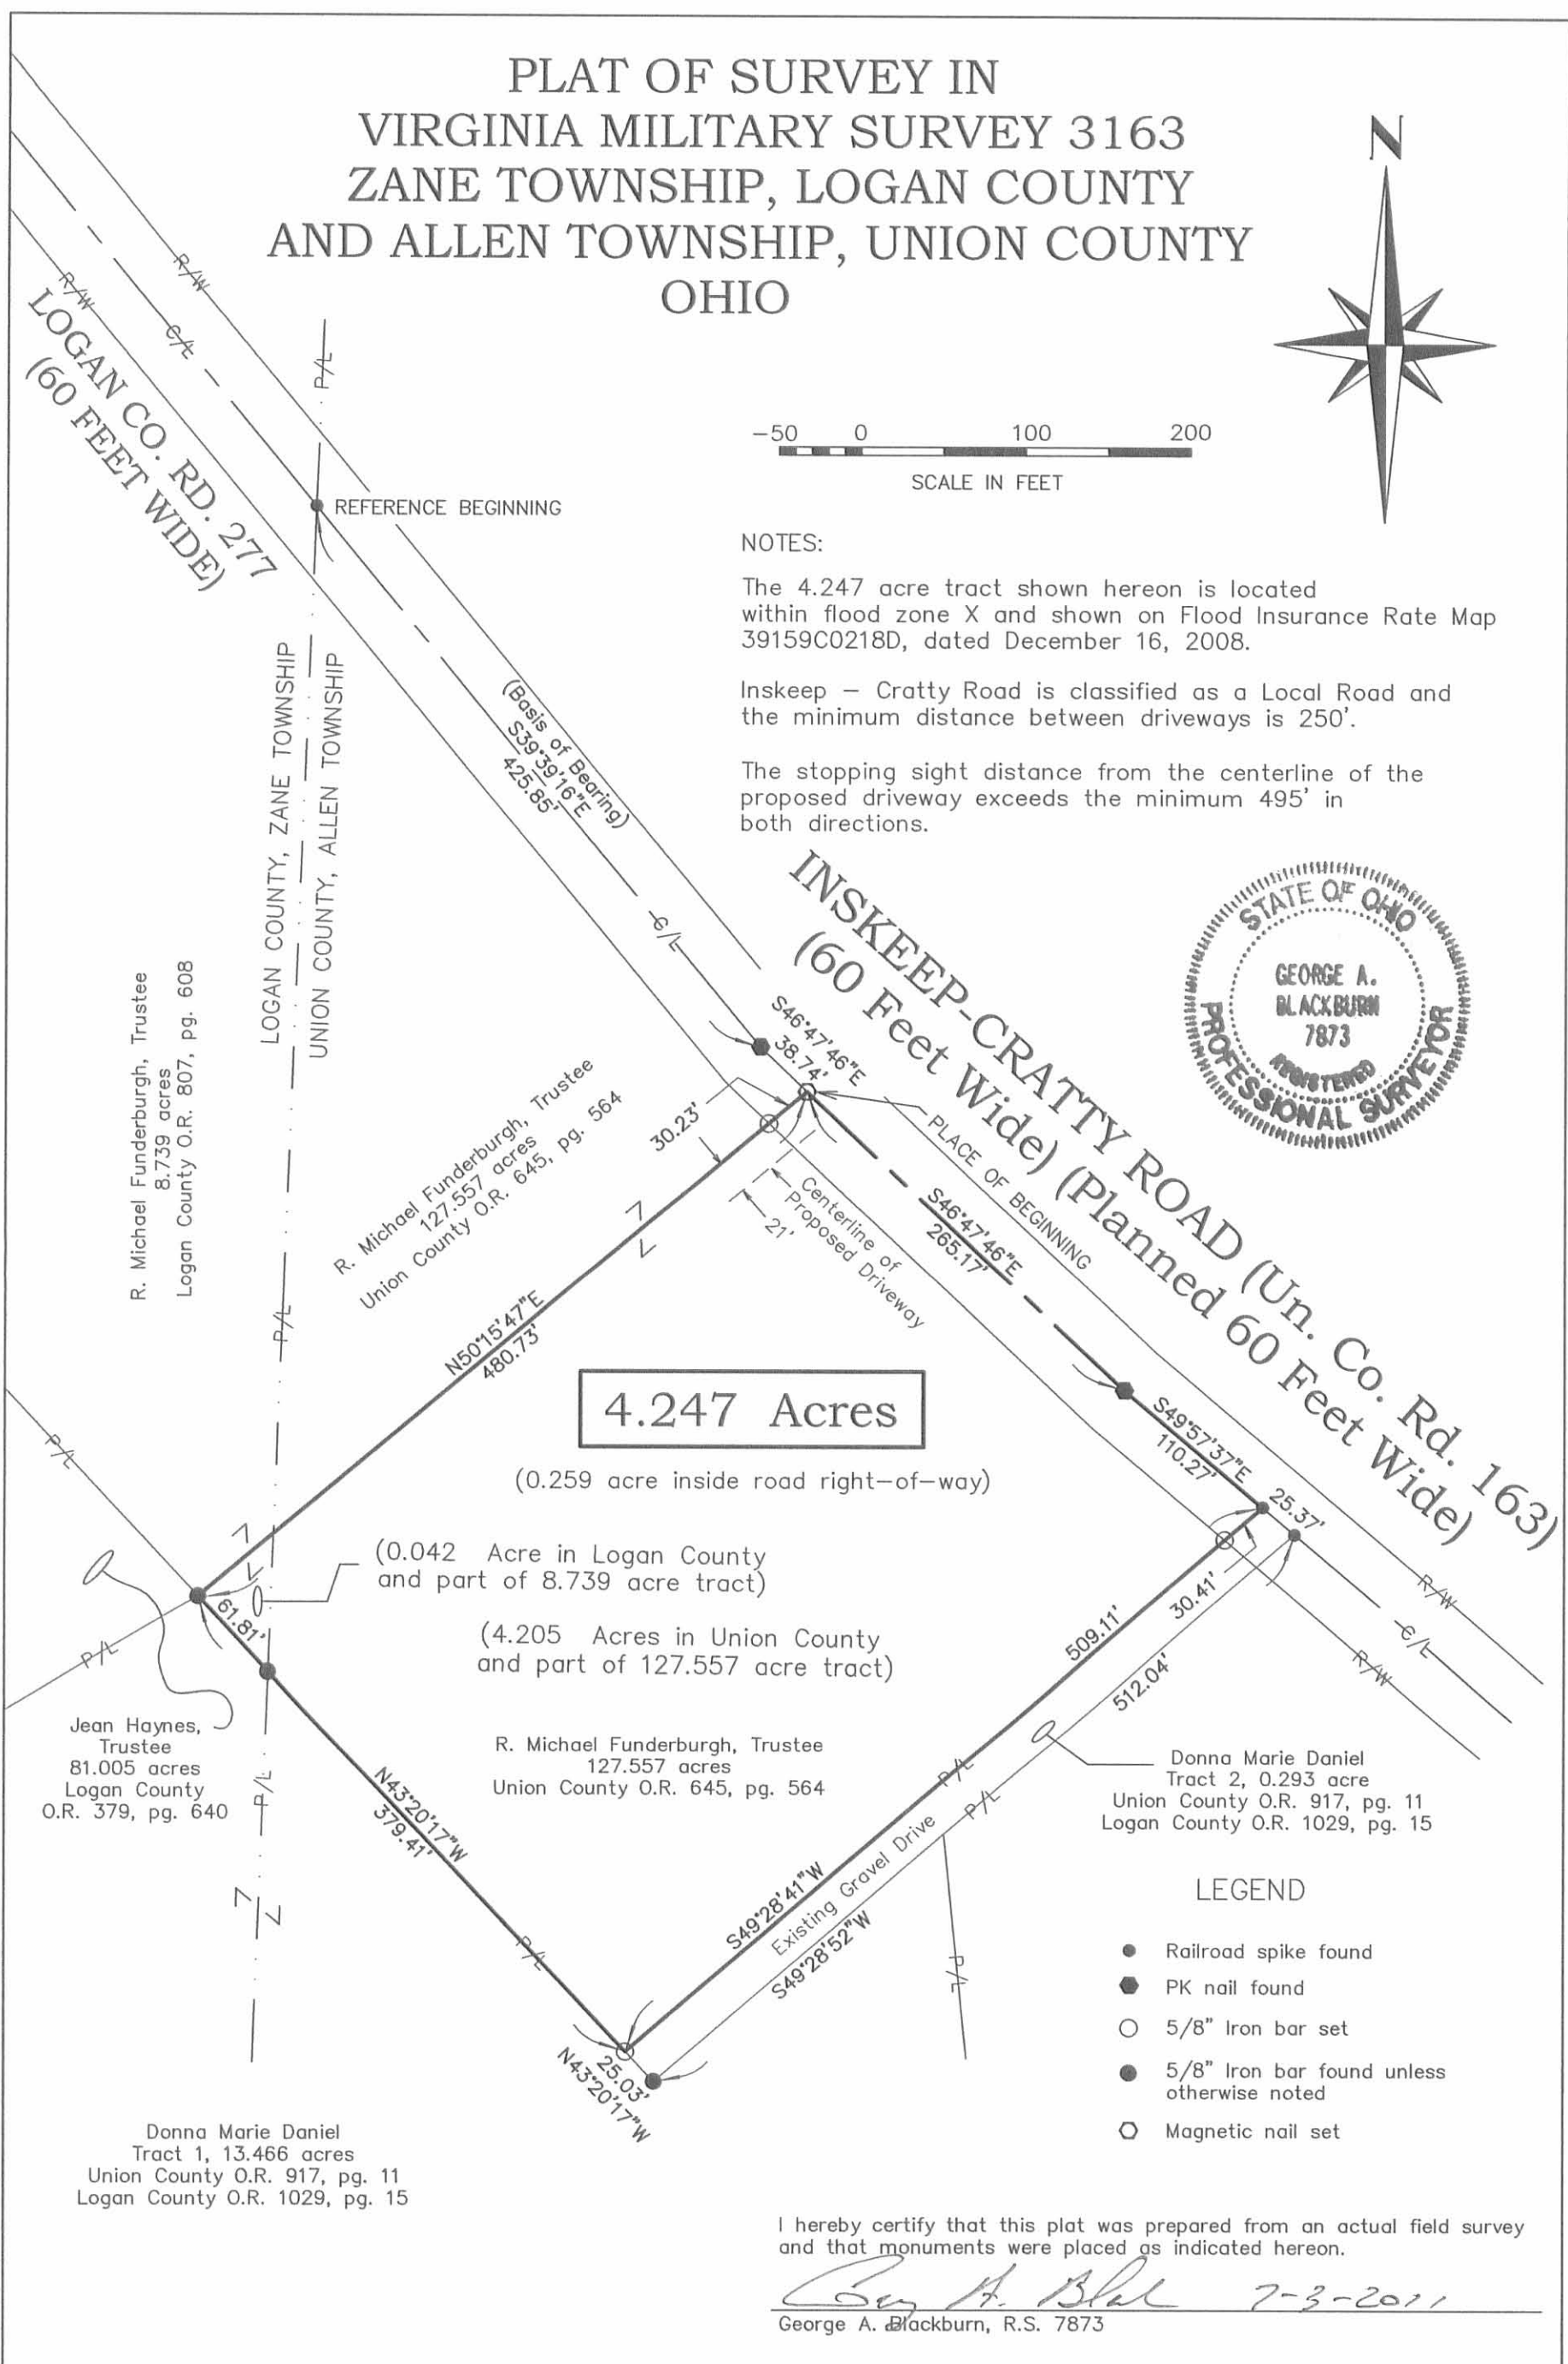 PLAT OF SURVEY IN
VIRGINIA MILITARY SURVEY 3163
ZANE TOWNSHIP, LOGAN COUNTY
AND ALLEN TOWNSHIP, UNION COUNTY
OHIO
N
R/W
R/W
C/L
P/L
LOGAN CO. RD. 277
(60 FEET WIDE)
-50 0 100 200
SCALE IN FEET
REFERENCE BEGINNING
NOTES:
The 4.247 acre tract shown hereon is located
within flood zone X and shown on Flood Insurance Rate Map
39159C0218D, dated December 16, 2008.
Inskeep – Cratty Road is classified as a Local Road and
the minimum distance between driveways is 250'.
The stopping sight distance from the centerline of the
proposed driveway exceeds the minimum 495' in
both directions.
(Basis of Bearing)
S39°39'16"E
425.85'
LOGAN COUNTY, ZANE TOWNSHIP
UNION COUNTY, ALLEN TOWNSHIP
C/L
INSKEEP-CRATTY ROAD (Un. Co. Rd. 163)
(60 Feet Wide) (Planned 60 Feet Wide)
STATE OF OHIO
GEORGE A.
BLACKBURN
7873
REGISTERED
PROFESSIONAL SURVEYOR
R. Michael Funderburgh, Trustee
8.739 acres
Logan County O.R. 807, pg. 608
S46°47'46"E
38.74'
R. Michael Funderburgh, Trustee
127.557 acres
Union County O.R. 645, pg. 564
30.23'
PLACE OF BEGINNING
Centerline of
Proposed Driveway
21'
S46°47'46"E
265.17'
P/L
N50°15'47"E
480.73'
4.247 Acres
(0.259 acre inside road right-of-way)
S49°57'37"E
110.27'
25.37'
P/L
(0.042 Acre in Logan County
and part of 8.739 acre tract)
61.81'
(4.205 Acres in Union County
and part of 127.557 acre tract)
P/L
30.41'
509.11'
512.04'
R/W
C/L
R/W
Jean Haynes,
Trustee
81.005 acres
Logan County
O.R. 379, pg. 640
P/L
R. Michael Funderburgh, Trustee
127.557 acres
Union County O.R. 645, pg. 564
Donna Marie Daniel
Tract 2, 0.293 acre
Union County O.R. 917, pg. 11
Logan County O.R. 1029, pg. 15
N43°20'17"W
379.41'
P/L
P/L
P/L
S49°28'41"W
Existing Gravel Drive
S49°28'52"W
P/L
25.03'
N43°20'17"W
LEGEND
Railroad spike found
PK nail found
5/8" Iron bar set
5/8" Iron bar found unless
otherwise noted
Magnetic nail set
Donna Marie Daniel
Tract 1, 13.466 acres
Union County O.R. 917, pg. 11
Logan County O.R. 1029, pg. 15
I hereby certify that this plat was prepared from an actual field survey
and that monuments were placed as indicated hereon.
7-3-2011
George A. Blackburn, R.S. 7873